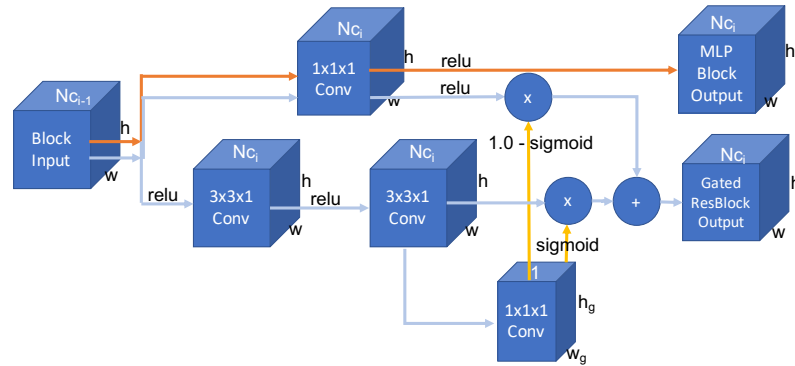 Nc_i
Nc_i
1x1x1
Conv
h
w
relu
relu
MLP
Block
Output
h
w
Nc_{i-1}
Block
Input
h
w
x
1.0 - sigmoid
relu
Nc_i
3x3x1
Conv
h
w
relu
Nc_i
3x3x1
Conv
h
w
x
+
sigmoid
Nc_i
Gated
ResBlock
Output
h
w
1
1x1x1
Conv
h_g
w_g